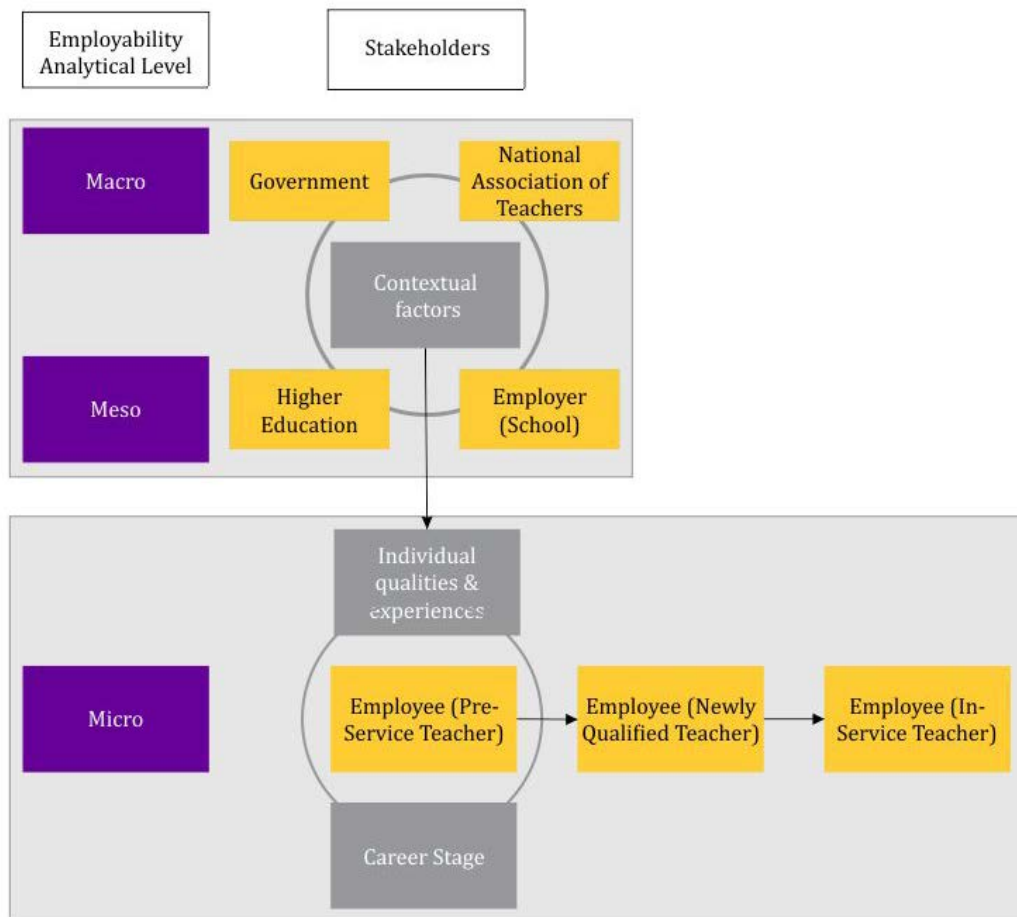 Employability
Analytical Level
Stakeholders
Macro
Government
National
Association of
Teachers
Contextual
factors
Meso
Higher
Education
Employer
(School)
Individual
qualities &
experiences
Micro
Employee (Pre-
Service Teacher)
Employee (Newly
Qualified Teacher)
Employee (In-
Service Teacher)
Career Stage